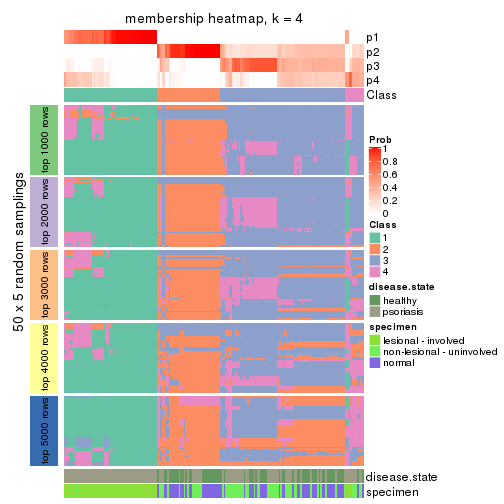 membership heatmap, k = 4
p1
p2
p3
p4
Class
50 x 5 random samplings
top 1000 rows
top 2000 rows
top 3000 rows
top 4000 rows
top 5000 rows
Prob
1
0.8
0.6
0.4
0.2
0
Class
1
2
3
4
disease.state
healthy
psoriasis
specimen
lesional - involved
non-lesional - uninvolved
normal
disease.state
specimen